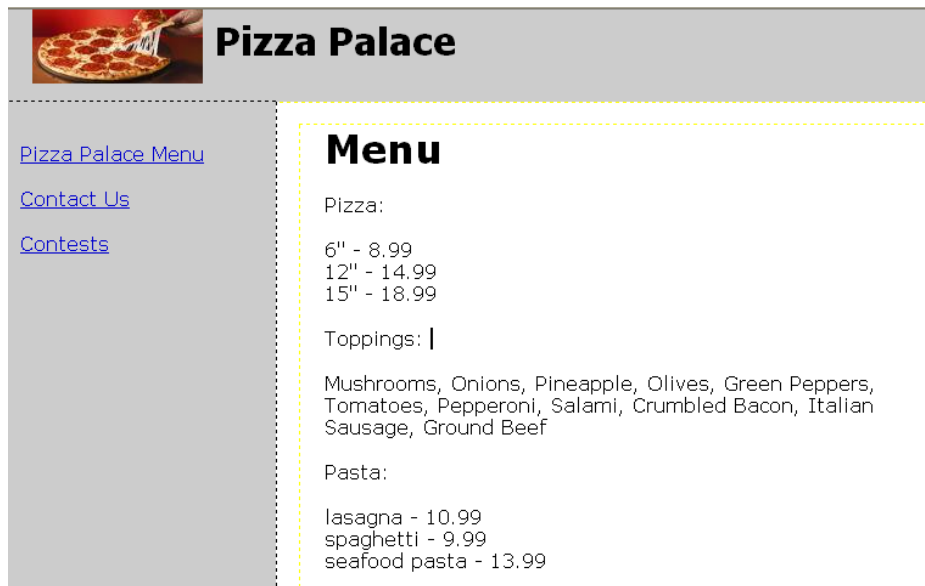 Pizza Palace
Pizza Palace Menu
Contact Us
Contests
Menu
Pizza:
6" - 8.99
12" - 14.99
15" - 18.99
Toppings:
Mushrooms, Onions, Pineapple, Olives, Green Peppers,
Tomatoes, Pepperoni, Salami, Crumbled Bacon, Italian
Sausage, Ground Beef
Pasta:
lasagna - 10.99
spaghetti - 9.99
seafood pasta - 13.99